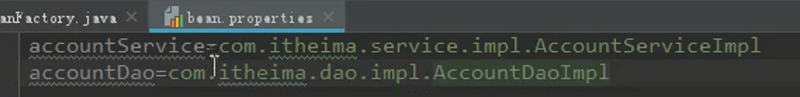 anFactory.java
bean.properties
accountService=com.itheima.service.impl.AccountServiceImpl
accountDao=com.itheima.dao.impl.AccountDaoImpl